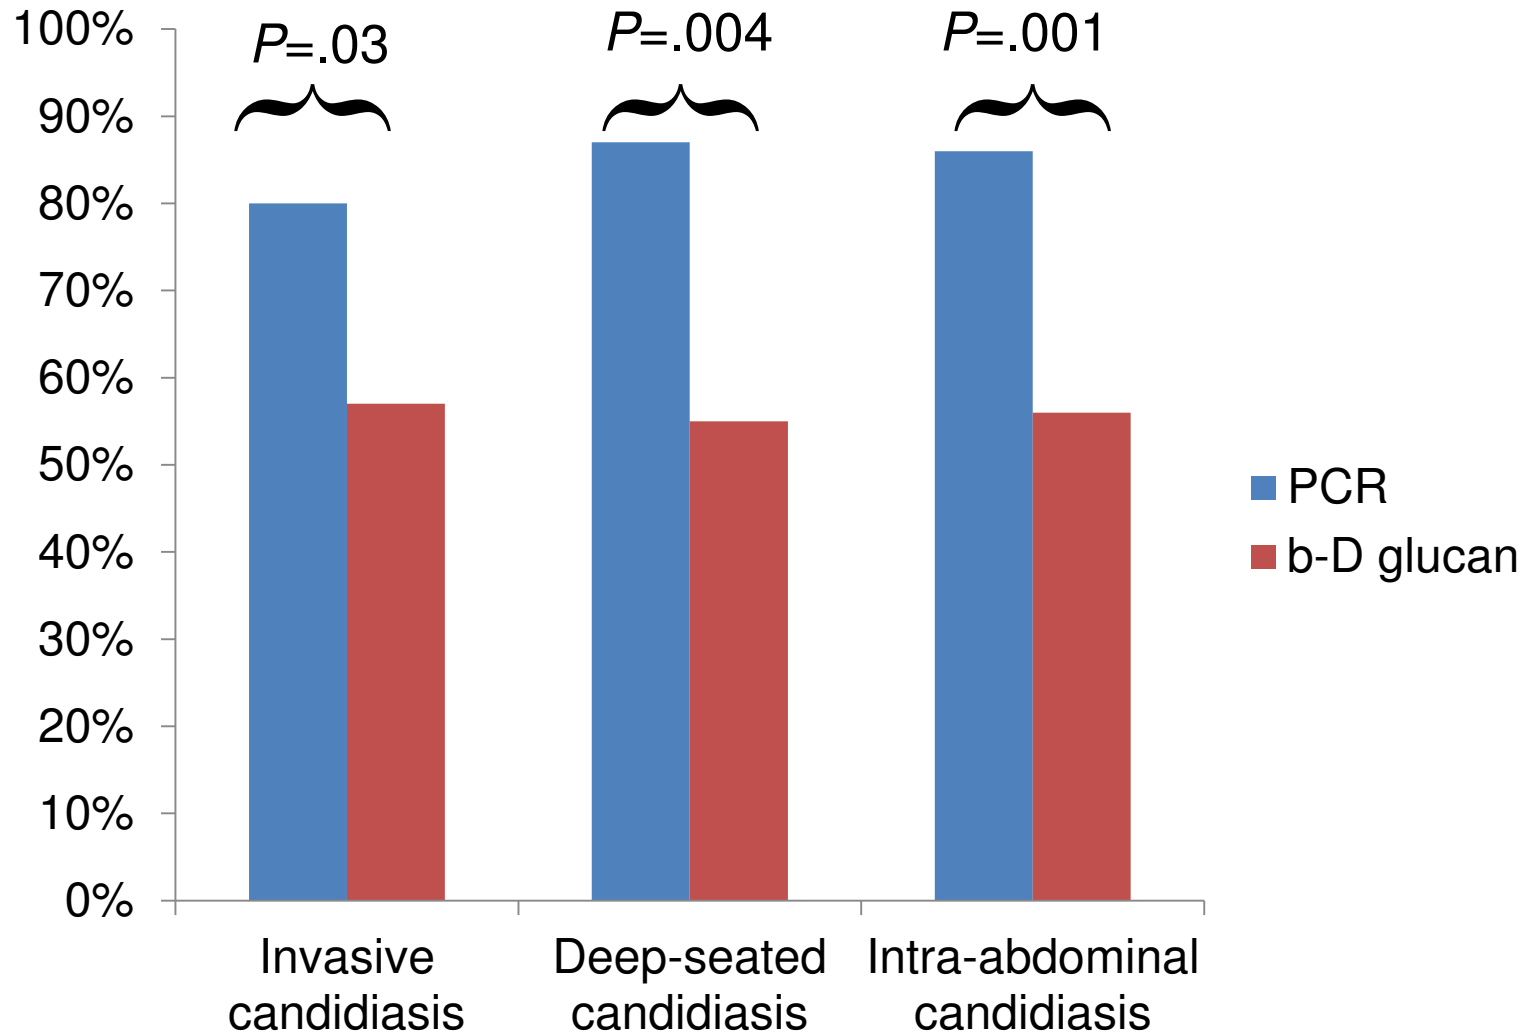 100%
90%
80%
70%
60%
50%
40%
30%
20%
10%
0%
P=.03
P=.004
P=.001
Invasive
candidiasis
Deep-seated
candidiasis
Intra-abdominal
candidiasis
PCR
b-D glucan